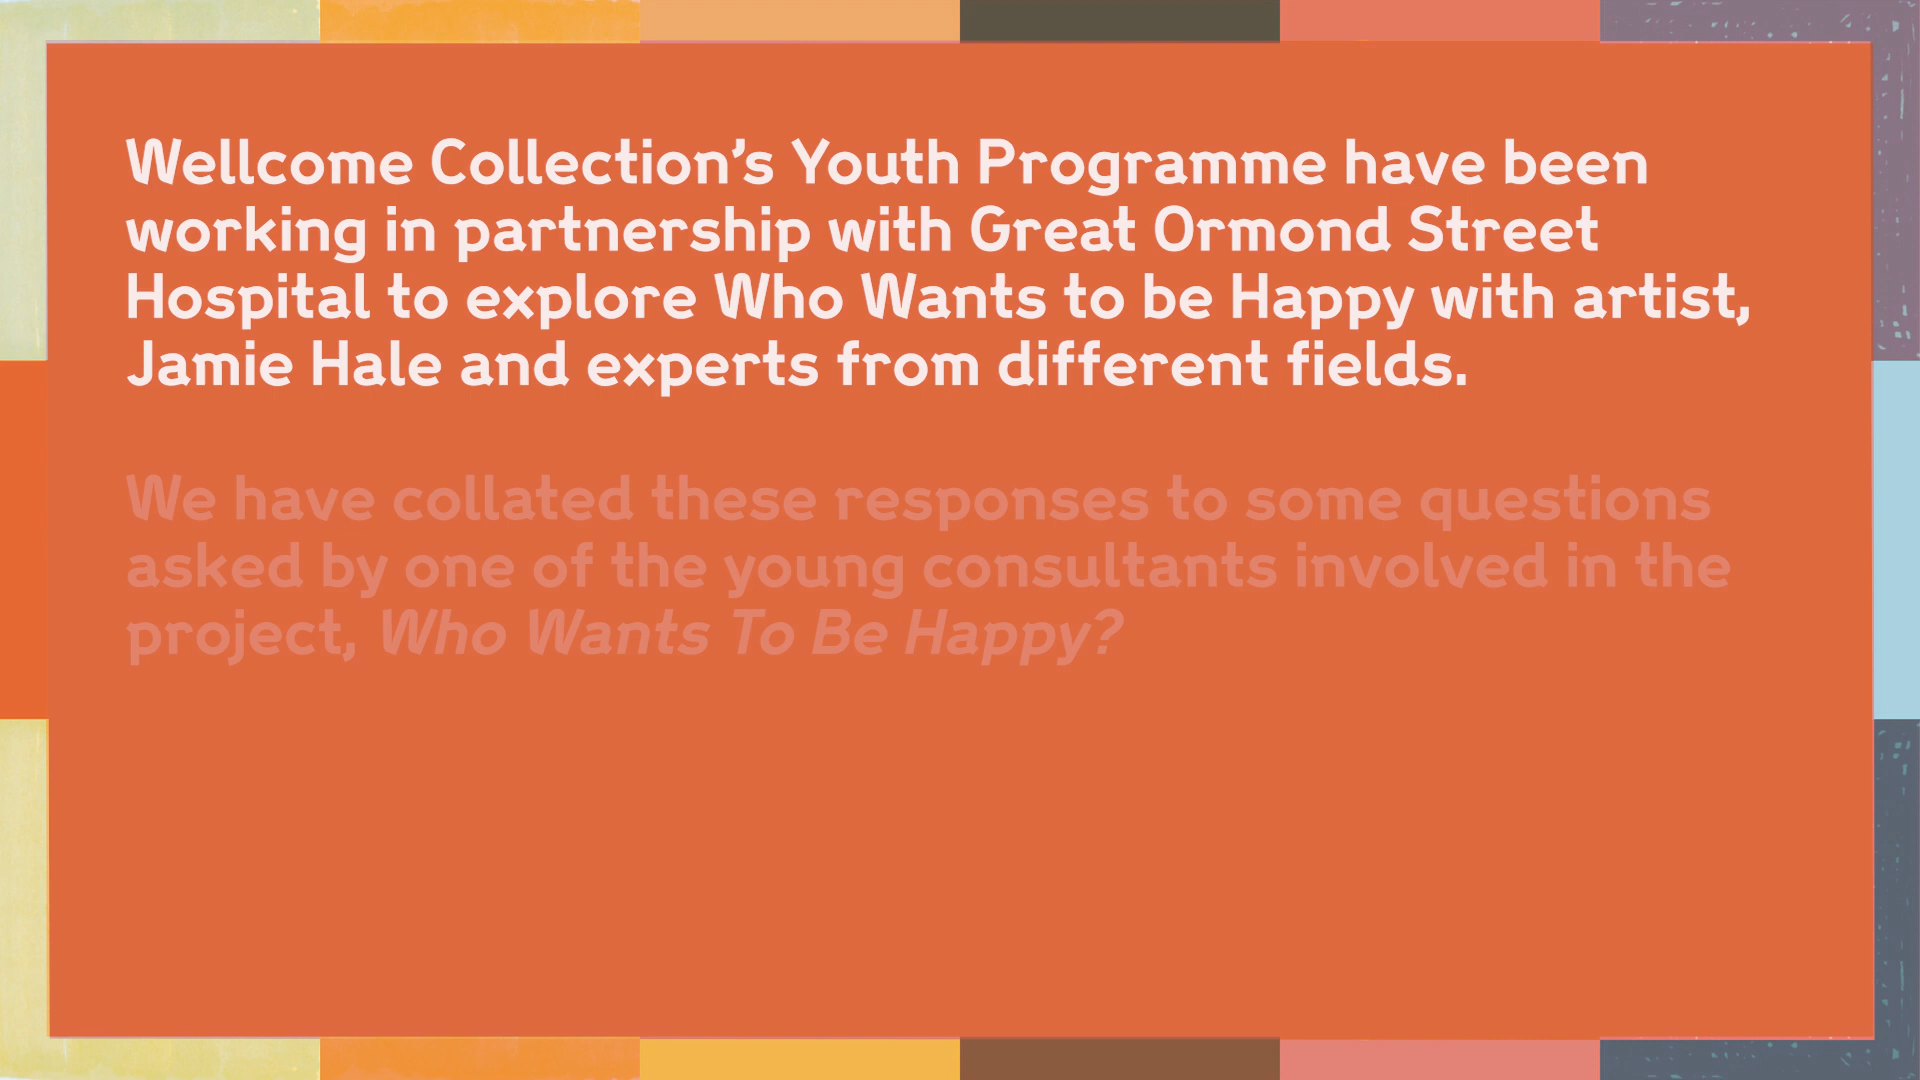 Wellcome Collection’s Youth Programme have been
working in partnership with Great Ormond Street
Hospital to explore Who Wants to be Happy with artist,
Jamie Hale and experts from different fields.
We have collated these responses to some questions
asked by one of the young consultants involved in the
project, Who Wants To Be Happy?